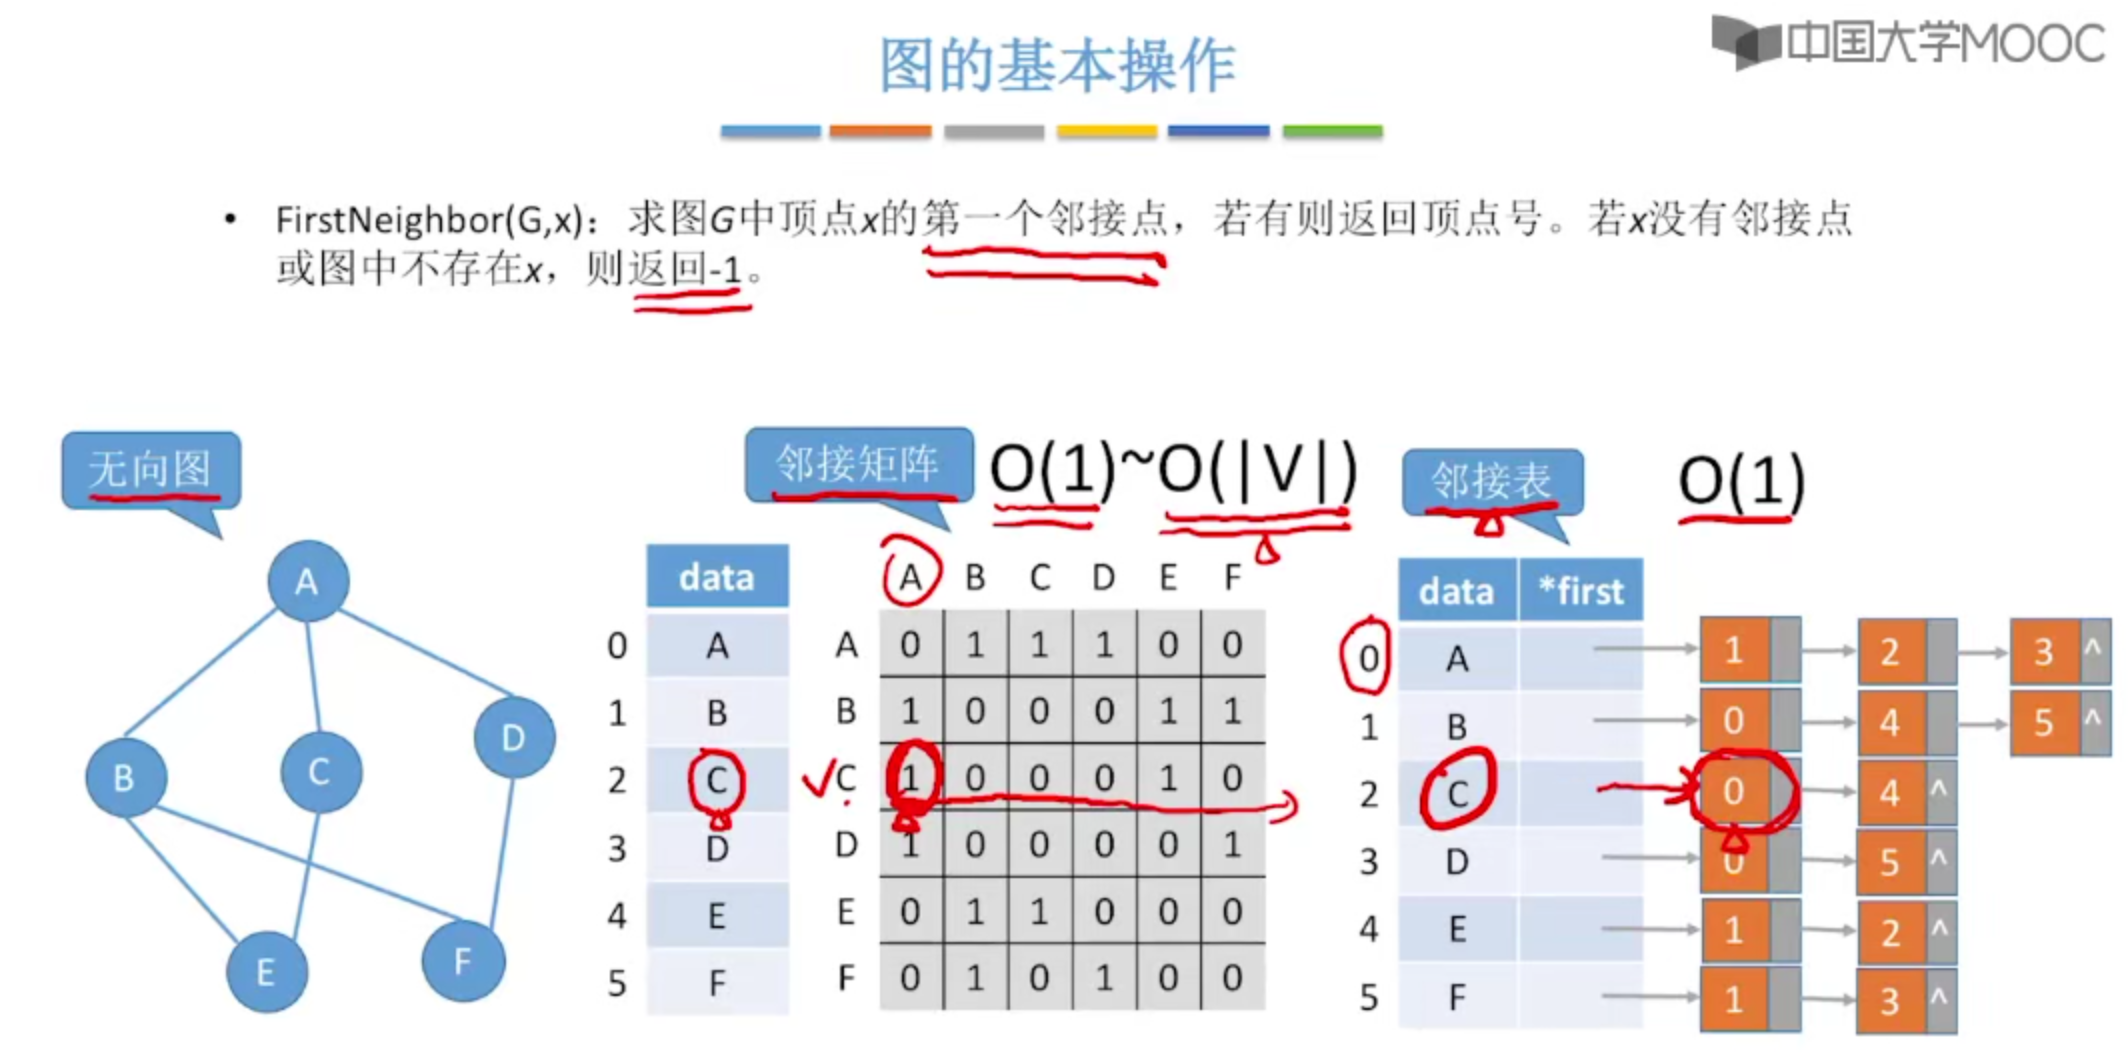 中国大学MOOC
图的基本操作
• FirstNeighbor(G,x)：求图G中顶点x的第一个邻接点，若有则返回顶点号。若x没有邻接点
或图中不存在x，则返回-1。
无向图
A
B C D
E F
邻接矩阵 O(1)~O(|V|)
data
0 A
1 B
2 C
3 D
4 E
5 F
A B C D E F
A 0 1 1 1 0 0
B 1 0 0 0 1 1
C 1 0 0 0 1 0
D 1 0 0 0 0 1
E 0 1 1 0 0 0
F 0 1 0 1 0 0
邻接表 O(1)
data *first
0 A 1 2 3 ^
1 B 0 4 5 ^
2 C 0 4 ^
3 D 0 5 ^
4 E 1 2 ^
5 F 1 3 ^